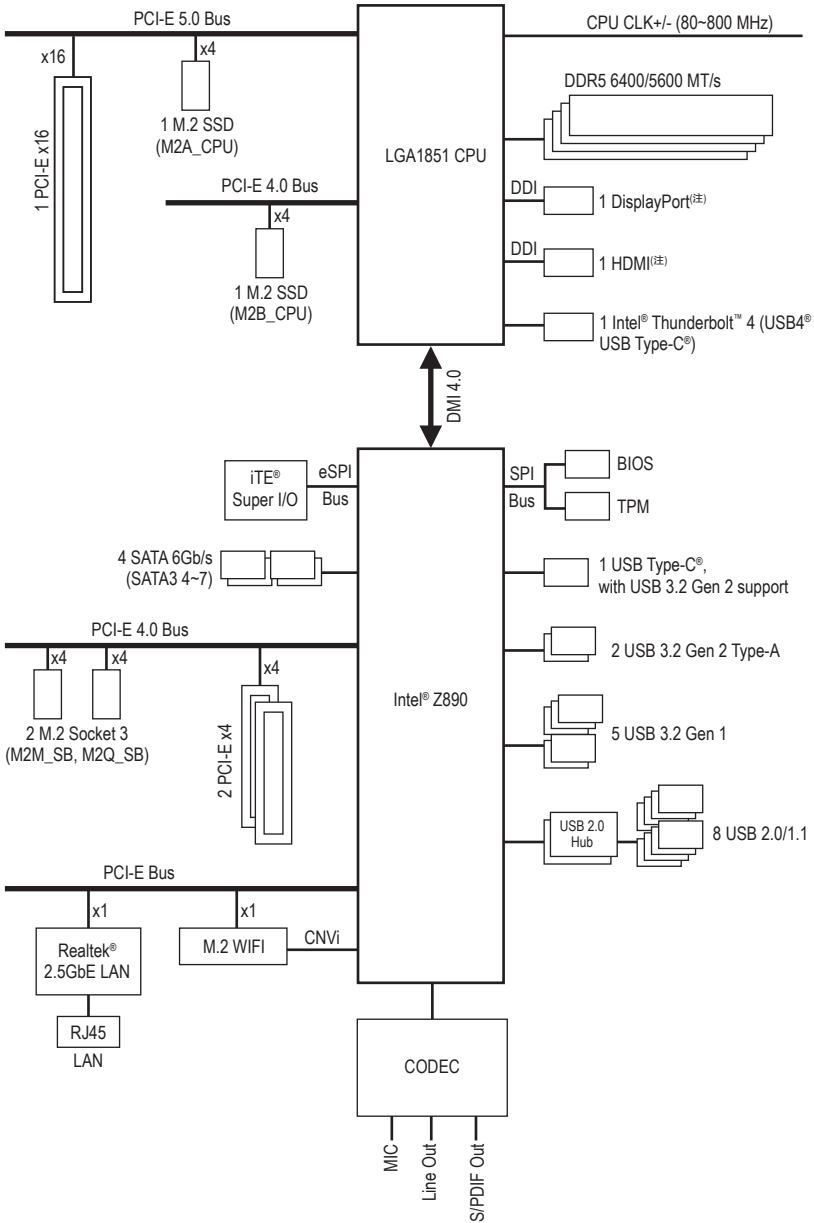 PCI-E 5.0 Bus
CPU CLK+/- (80~800 MHz)
x16
x4
1 PCI-E x16
1 M.2 SSD
(M2A_CPU)
DDR5 6400/5600 MT/s
LGA1851 CPU
PCI-E 4.0 Bus
x4
1 M.2 SSD
(M2B_CPU)
DDI
1 DisplayPort(注)
DDI
1 HDMI(注)
1 Intel® Thunderbolt™ 4 (USB4®
USB Type-C®)
DMI 4.0
iTE®
Super I/O
eSPI
Bus
SPI
Bus
BIOS
TPM
4 SATA 6Gb/s
(SATA3 4~7)
1 USB Type-C®,
with USB 3.2 Gen 2 support
PCI-E 4.0 Bus
x4
x4
x4
2 M.2 Socket 3
(M2M_SB, M2Q_SB)
2 PCI-E x4
Intel® Z890
2 USB 3.2 Gen 2 Type-A
5 USB 3.2 Gen 1
USB 2.0
Hub
8 USB 2.0/1.1
PCI-E Bus
x1
x1
Realtek®
2.5GbE LAN
M.2 WIFI
CNVi
RJ45
LAN
CODEC
MIC
Line Out
S/PDIF Out